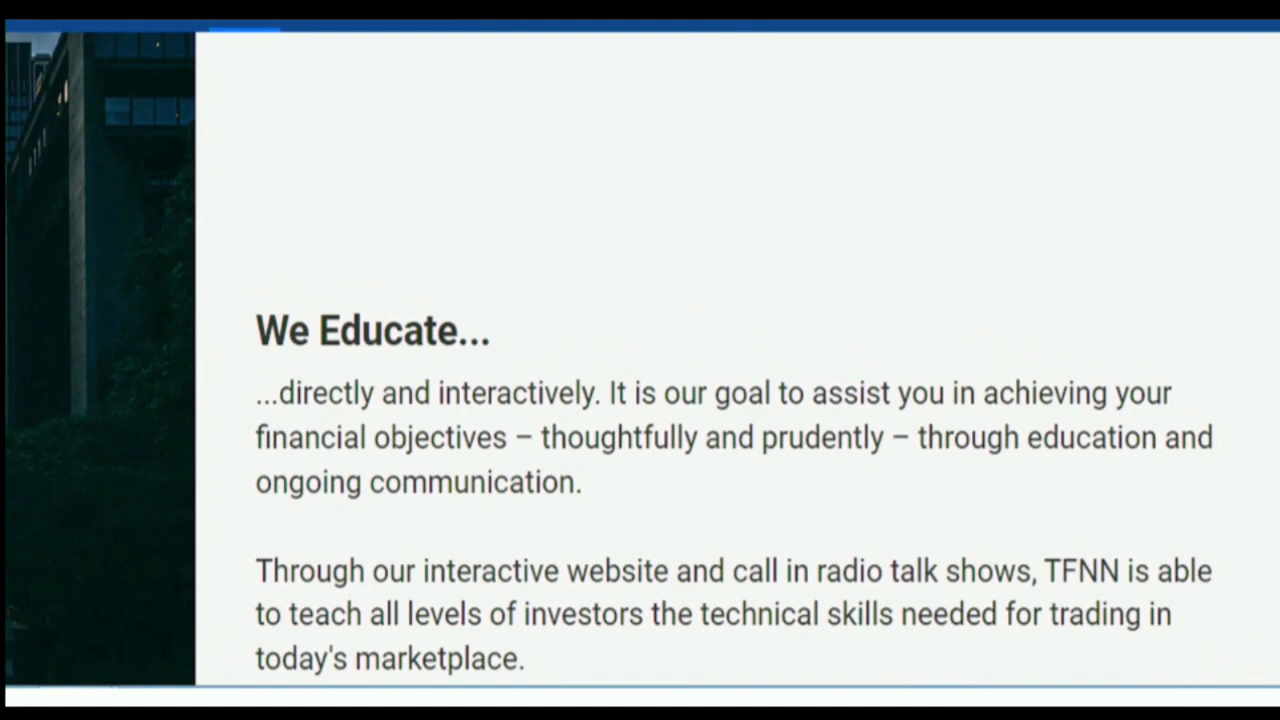 We Educate...
...directly and interactively. It is our goal to assist you in achieving your
financial objectives – thoughtfully and prudently – through education and
ongoing communication.
Through our interactive website and call in radio talk shows, TFNN is able
to teach all levels of investors the technical skills needed for trading in
today's marketplace.